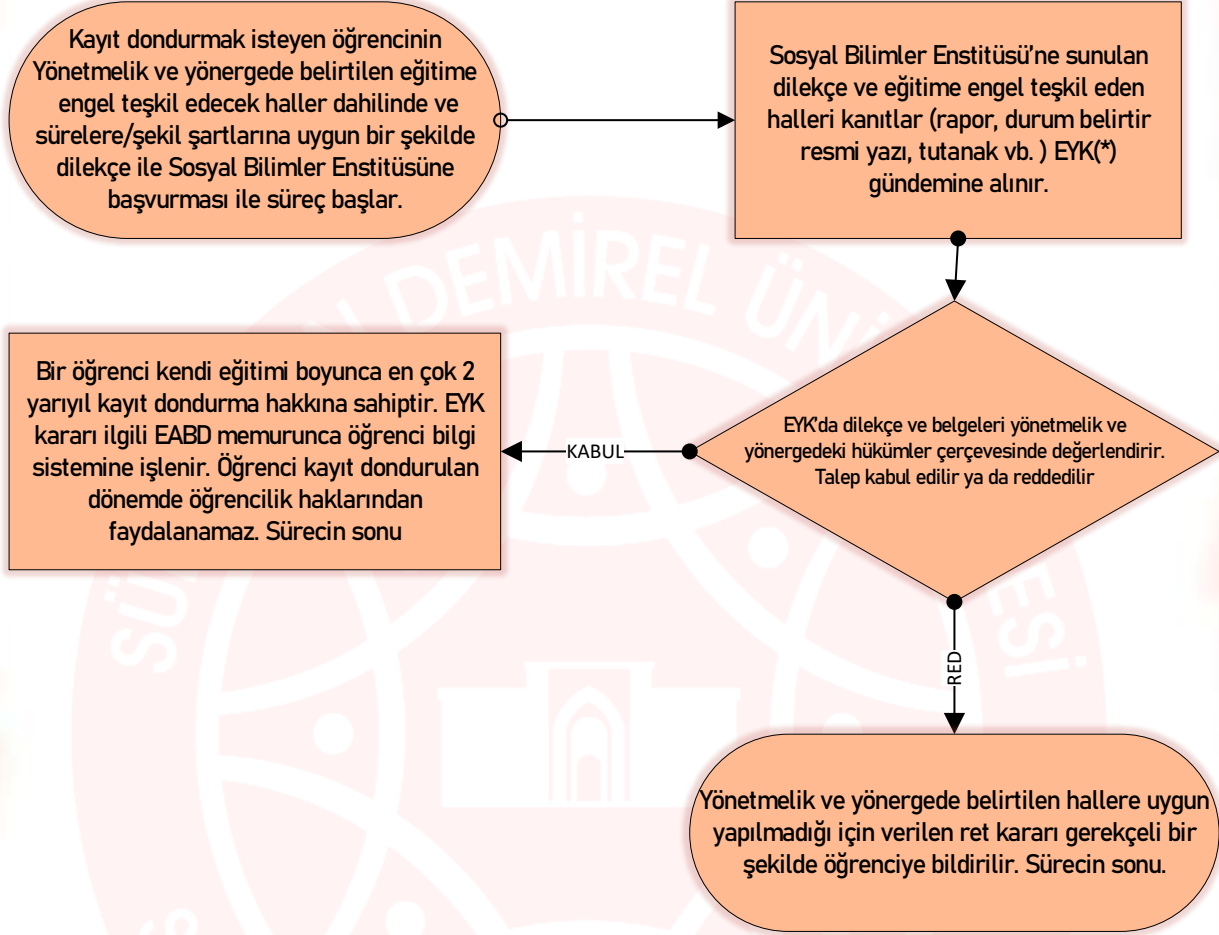 Kayıt dondurmak isteyen öğrencinin
Yönetmelik ve yönergede belirtilen eğitime
engel teşkil edecek haller dahilinde ve
sürelere/şekil şartlarına uygun bir şekilde
dilekçe ile Sosyal Bilimler Enstitüsüne
başvurması ile süreç başlar.
Sosyal Bilimler Enstitüsü’ne sunulan
dilekçe ve eğitime engel teşkil eden
halleri kanıtlar (rapor, durum belirtir
resmi yazı, tutanak vb. ) EYK(*)
gündemine alınır.
EYK’da dilekçe ve belgeleri yönetmelik ve
yönergedeki hükümler çerçevesinde değerlendirir.
Talep kabul edilir ya da reddedilir
KABUL
Bir öğrenci kendi eğitimi boyunca en çok 2
yarıyıl kayıt dondurma hakkına sahiptir. EYK
kararı ilgili EABD memurunca öğrenci bilgi
sistemine işlenir. Öğrenci kayıt dondurulan
dönemde öğrencilik haklarından
faydalanamaz. Sürecin sonu
RED
Yönetmelik ve yönergede belirtilen hallere uygun
yapılmadığı için verilen ret kararı gerekçeli bir
şekilde öğrenciye bildirilir. Sürecin sonu.
DEMİREL